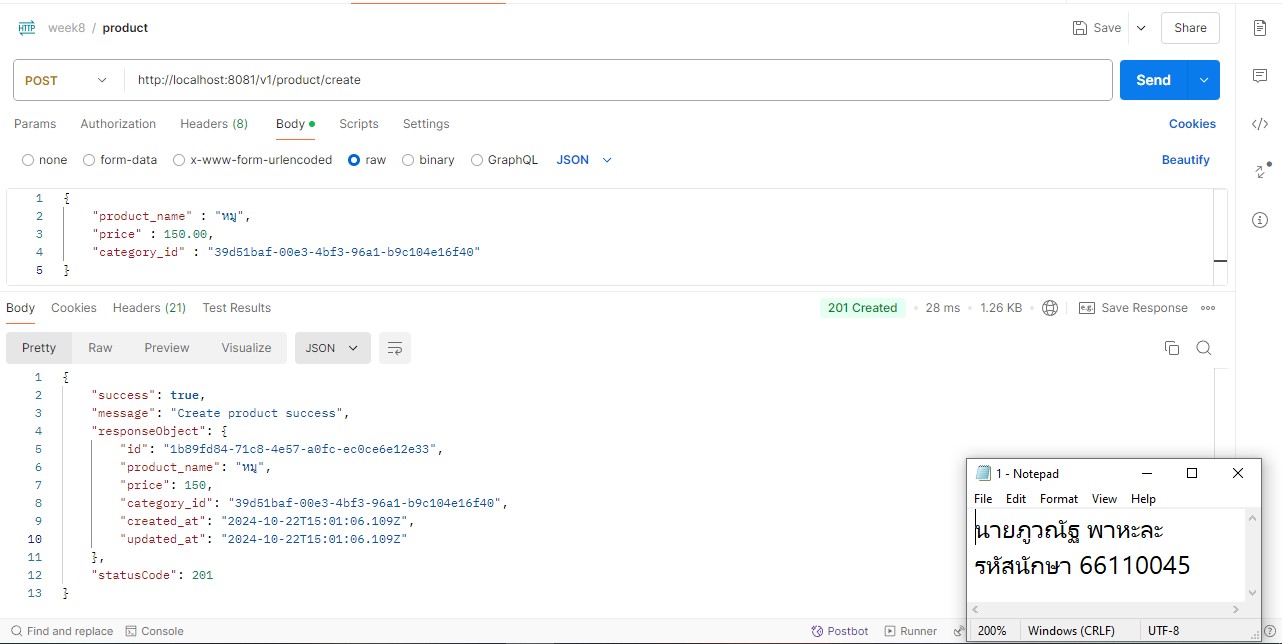 HTTP week8 / product Save Share
POST http://localhost:8081/v1/product/create Send
Params Authorization Headers (8) Body Scripts Settings Cookies
none form-data x-www-form-urlencoded raw binary GraphQL JSON Beautify
1 {
2 "product_name" : "หมู",
3 "price" : 150.00,
4 "category_id" : "39d51baf-00e3-4bf3-96a1-b9c104e16f40"
5 }
Body Cookies Headers (21) Test Results 201 Created 28 ms 1.26 KB e.g. Save Response
Pretty Raw Preview Visualize JSON
1 {
2 "success": true,
3 "message": "Create product success",
4 "responseObject": {
5 "id": "1b89fd84-71c8-4e57-a0fc-ec0ce6e12e33",
6 "product_name": "หมู",
7 "price": 150,
8 "category_id": "39d51baf-00e3-4bf3-96a1-b9c104e16f40",
9 "created_at": "2024-10-22T15:01:06.109Z",
10 "updated_at": "2024-10-22T15:01:06.109Z"
11 },
12 "statusCode": 201
13 }
1 - Notepad
File Edit Format View Help
นายภูวณัฐ พาหะละ
รหัสนักษา 66110045
200% Windows (CRLF) UTF-8
Find and replace Console Postbot Runner